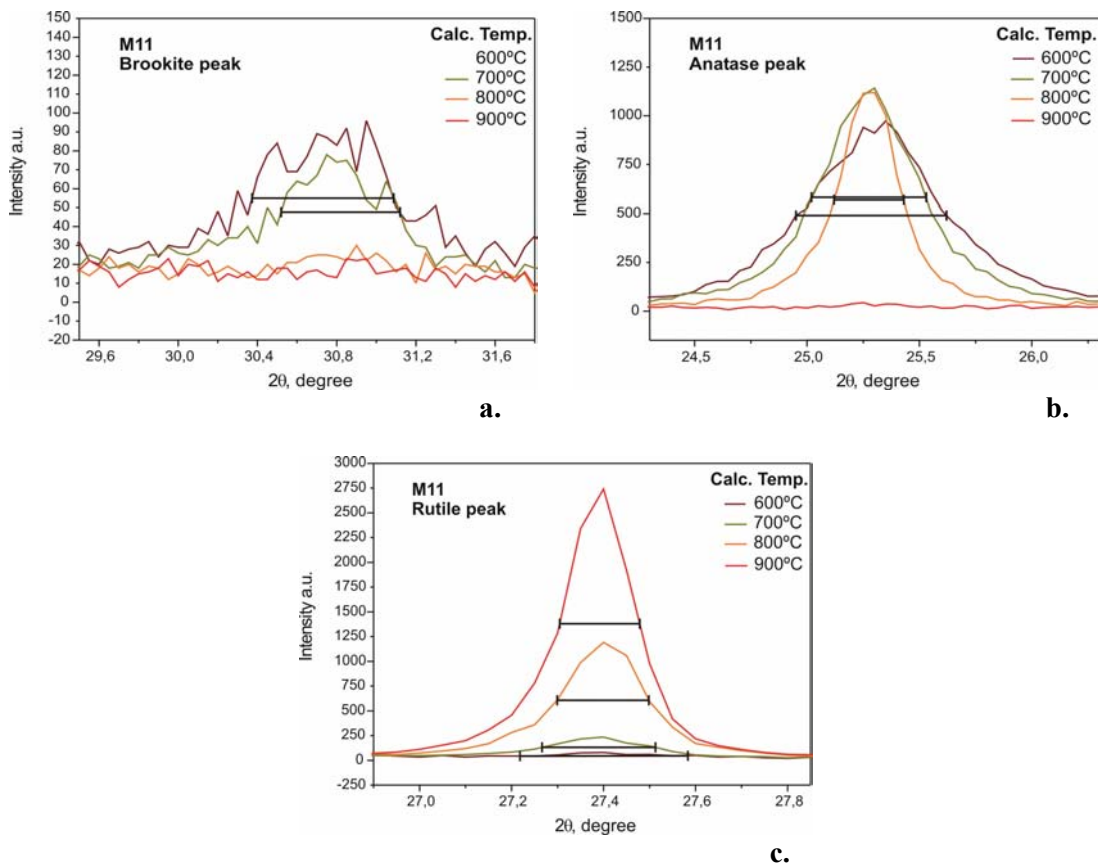 150
140
130
120
110
100
90
80
70
60
50
40
30
20
10
0
-10
-20
Intensity a.u.
M11
Brookite peak
Calc. Temp.
600ºC
700ºC
800ºC
900ºC
29,6 30,0 30,4 30,8 31,2 31,6
2θ, degree
a.
1500
1250
1000
750
500
250
0
Intensity a.u.
M11
Anatase peak
Calc. Temp.
600ºC
700ºC
800ºC
900ºC
24,5 25,0 25,5 26,0
2θ, degree
b.
3000
2750
2500
2250
2000
1750
1500
1250
1000
750
500
250
0
-250
Intensity a.u.
M11
Rutile peak
Calc. Temp.
600ºC
700ºC
800ºC
900ºC
27,0 27,2 27,4 27,6 27,8
2θ, degree
c.